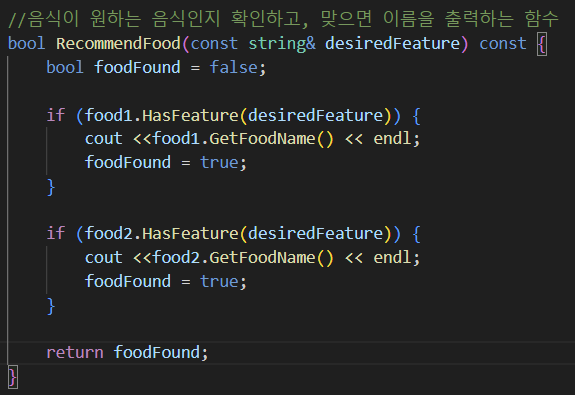 //음식이 원하는 음식인지 확인하고, 맞으면 이름을 출력하는 함수
bool RecommendFood(const string& desiredFeature) const {
    bool foodFound = false;

    if (food1.HasFeature(desiredFeature)) {
        cout <<food1.GetFoodName() << endl;
        foodFound = true;
    }

    if (food2.HasFeature(desiredFeature)) {
        cout <<food2.GetFoodName() << endl;
        foodFound = true;
    }

    return foodFound;
}